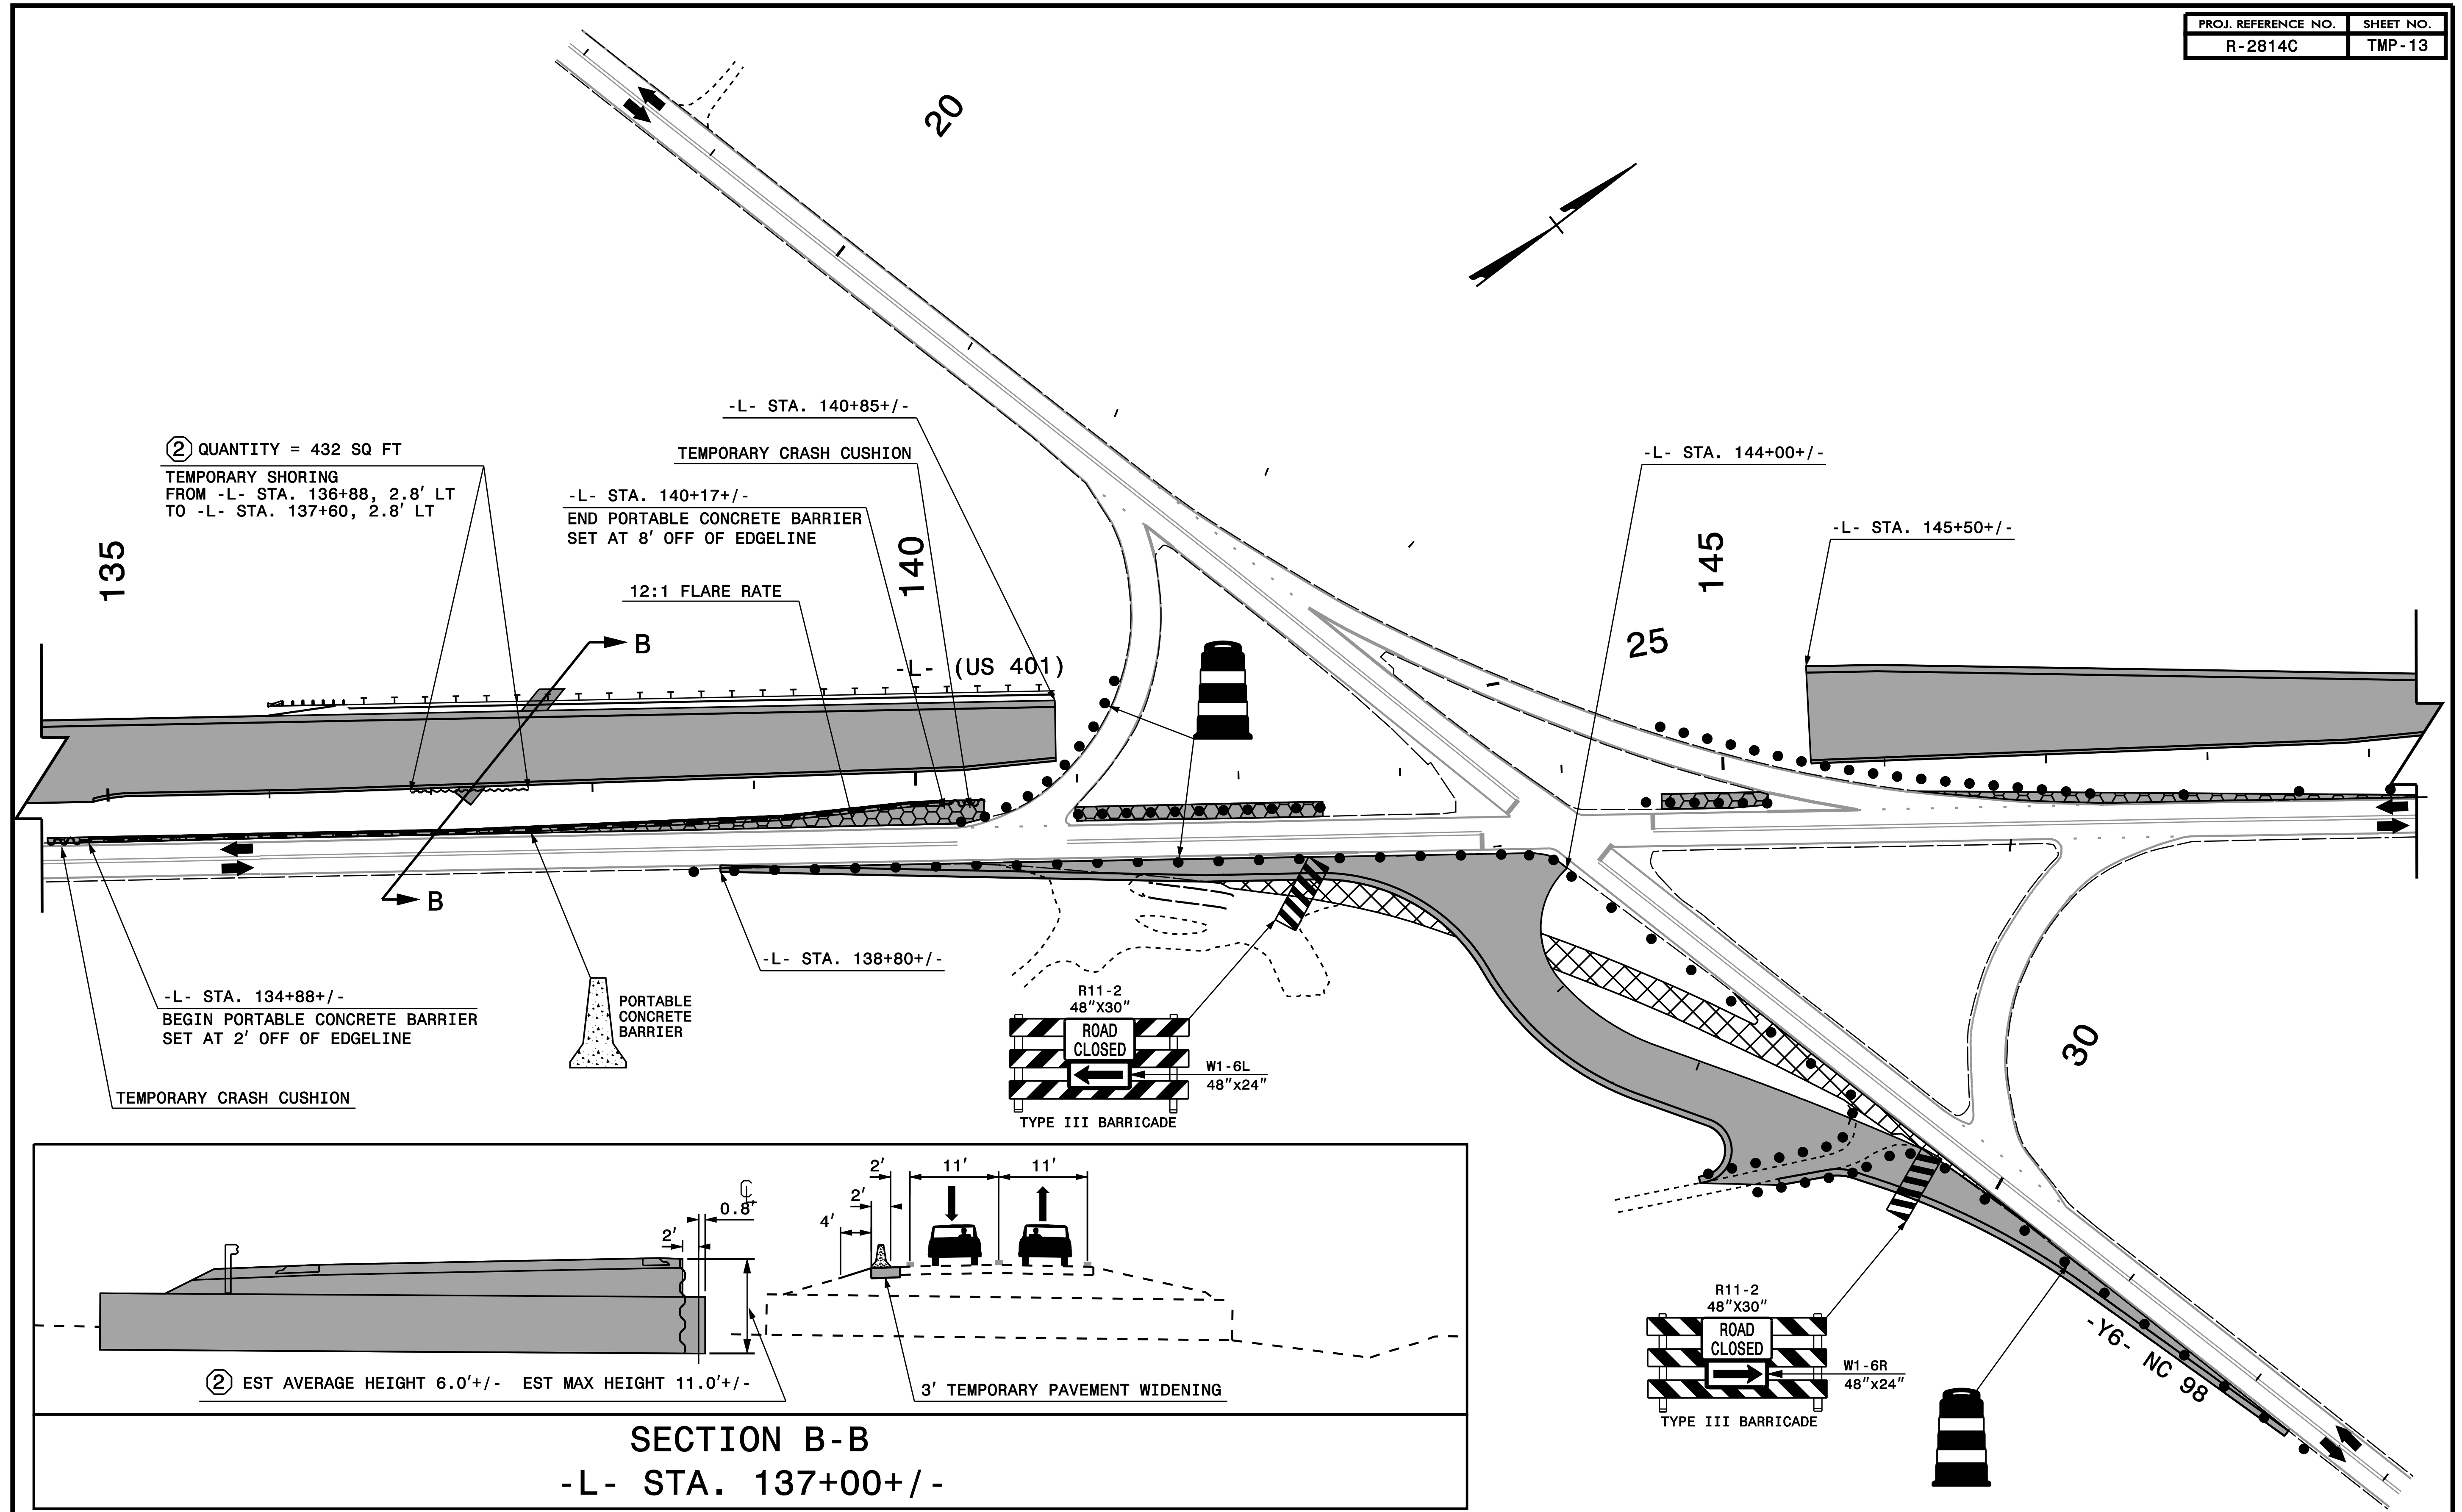 PROJ. REFERENCE NO. SHEET NO.
R-2814C TMP-13
20
-L- STA. 140+85+/-
TEMPORARY CRASH CUSHION
-L- STA. 140+17+/-
END PORTABLE CONCRETE BARRIER
SET AT 8' OFF OF EDGELINE
12:1 FLARE RATE
2 QUANTITY = 432 SQ FT
TEMPORARY SHORING
FROM -L- STA. 136+88, 2.8' LT
TO -L- STA. 137+60, 2.8' LT
135
140
-L- STA. 144+00+/-
145
-L- STA. 145+50+/-
25
B
-L- (US 401)
B
-L- STA. 138+80+/-
-L- STA. 134+88+/-
BEGIN PORTABLE CONCRETE BARRIER
SET AT 2' OFF OF EDGELINE
TEMPORARY CRASH CUSHION
PORTABLE
CONCRETE
BARRIER
R11-2
48"X30"
ROAD
CLOSED
W1-6L
48"x24"
TYPE III BARRICADE
30
2'
11'
11'
2'
4'
CL
0.8'
2'
2 EST AVERAGE HEIGHT 6.0'+/- EST MAX HEIGHT 11.0'+/-
3' TEMPORARY PAVEMENT WIDENING
SECTION B-B
-L- STA. 137+00+/-
R11-2
48"X30"
ROAD
CLOSED
W1-6R
48"x24"
TYPE III BARRICADE
-Y6- NC 98